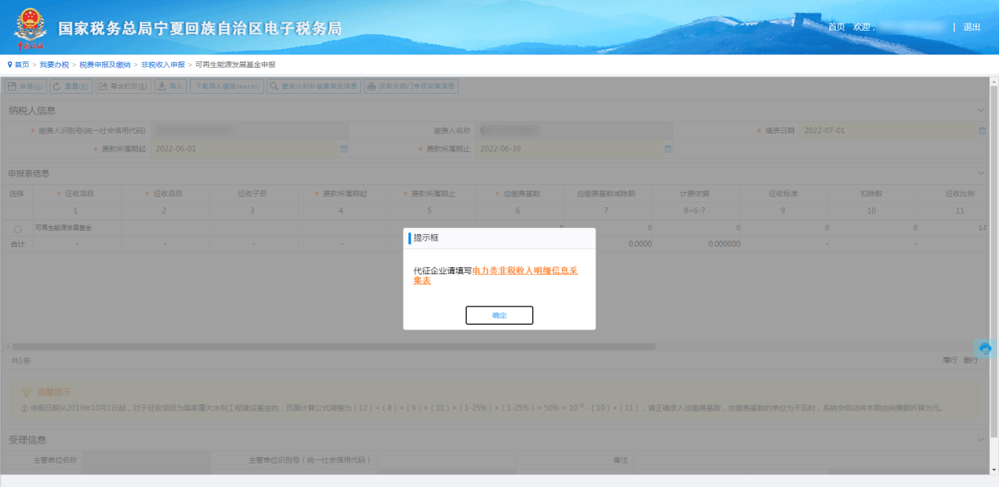 国家税务总局宁夏回族自治区电子税务局
首页 欢迎， | 退出
首页 > 我要办税 > 税费申报及缴纳 > 非税收入申报 > 可再生能源发展基金申报
申报(S) 重置(R) 导出打印(E) 导入 下载导入模板(excel) 查询水利补偿费审批信息 获取外部门专项采集信息
纳税人信息
* 缴费人识别号(统一社会信用代码) 缴费人名称 * 填表日期 2022-07-01
* 费款所属期起 2022-06-01 * 费款所属期止 2022-06-30
申报表信息
选择 * 征收项目 * 征收品目 征收子目 * 费款所属期起 * 费款所属期止 * 应缴费基数 应缴费基数减除额 计费依据 征收标准 扣除数 征收比例
1 2 3 4 5 6 7 8=6-7 9 10 11
可再生能源发展基金 0 0 0 0 0 1.0
合计 - - - - 0.0000 0.000000 - -
提示框
代征企业请填写电力类非税收入明细信息采
集表
确定
共1条 增行 删行
温馨提示
① 申报日期从2019年10月1日起，对于征收项目为国家重大水利工程建设基金的，页面计算公式调整为（12）=（8）×（9）×（11）×（1-25%）×（1-25%）× 50% × 10⁻³ -（10）×（11），请正确录入应缴费基数，应缴费基数的单位为千瓦时，系统会自动将本期应纳费额折算为元。
受理信息
主管单位名称 主管单位识别号（统一社会信用代码） 备注